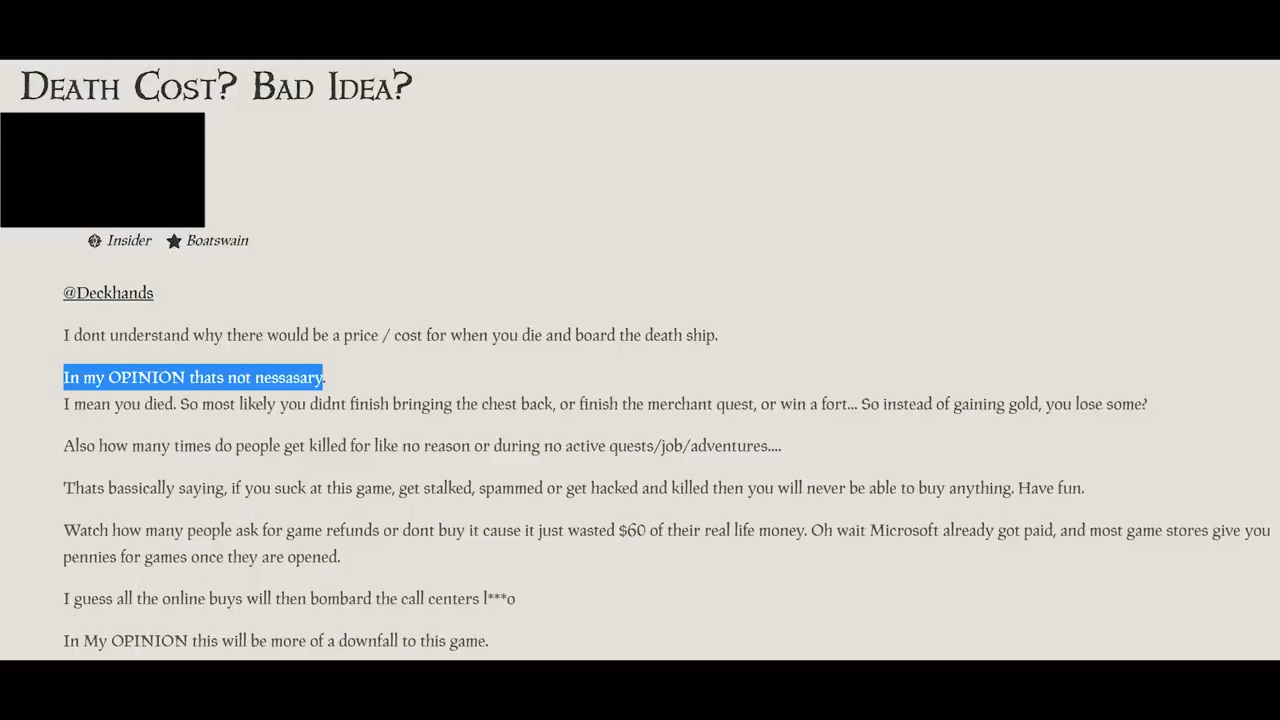 Death Cost? Bad Idea?
Insider Boatswain
@Deckhands
I dont understand why there would be a price / cost for when you die and board the death ship.
In my OPINION thats not nessasary.
I mean you died. So most likely you didnt finish bringing the chest back, or finish the merchant quest, or win a fort... So instead of gaining gold, you lose some?
Also how many times do people get killed for like no reason or during no active quests/job/adventures....
Thats bassically saying, if you suck at this game, get stalked, spammed or get hacked and killed then you will never be able to buy anything. Have fun.
Watch how many people ask for game refunds or dont buy it cause it just wasted $60 of their real life money. Oh wait Microsoft already got paid, and most game stores give you
pennies for games once they are opened.
I guess all the online buys will then bombard the call centers l***o
In My OPINION this will be more of a downfall to this game.